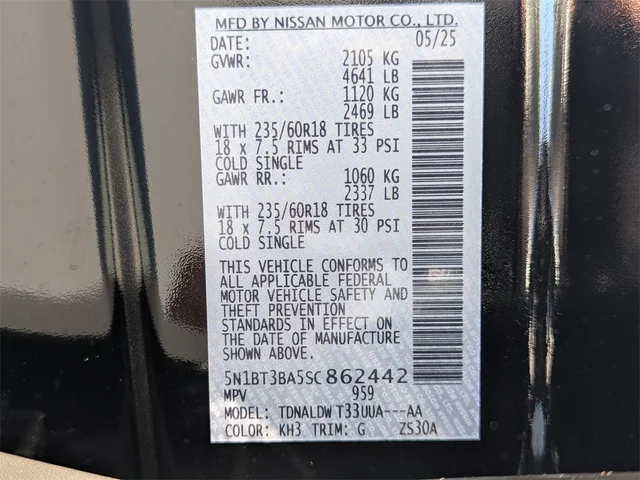 MFD BY NISSAN MOTOR CO., LTD.
DATE: 05/25
GVWR: 2105 KG
4641 LB
GAWR FR.: 1120 KG
2469 LB
WITH 235/60R18 TIRES
18 x 7.5 RIMS AT 33 PSI
COLD SINGLE
GAWR RR.: 1060 KG
2337 LB
WITH 235/60R18 TIRES
18 x 7.5 RIMS AT 30 PSI
COLD SINGLE
THIS VEHICLE CONFORMS TO
ALL APPLICABLE FEDERAL
MOTOR VEHICLE SAFETY AND
THEFT PREVENTION
STANDARDS IN EFFECT ON
THE DATE OF MANUFACTURE
SHOWN ABOVE.
5N1BT3BA5SC862442
MPV 959
MODEL: TDNALDW T33UUA---AA
COLOR: KH3 TRIM: G ZS30A